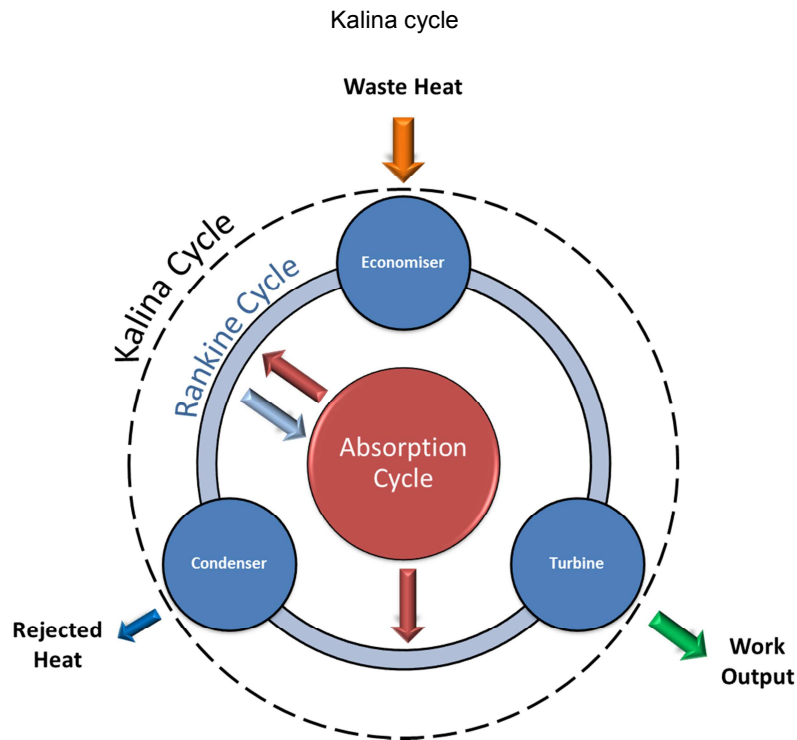 Kalina cycle
Waste Heat
Kalina Cycle
Rankine Cycle
Economiser
Absorption
Cycle
Condenser
Turbine
Rejected
Heat
Work
Output